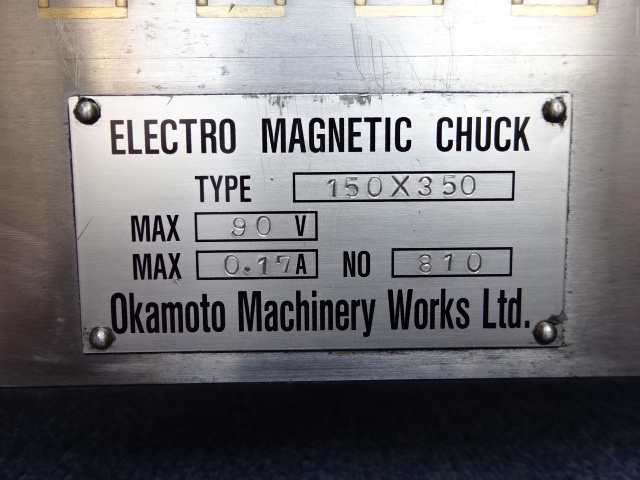 ELECTRO MAGNETIC CHUCK
TYPE 150X350
MAX 90 V
MAX 0.17A NO 810
Okamoto Machinery Works Ltd.